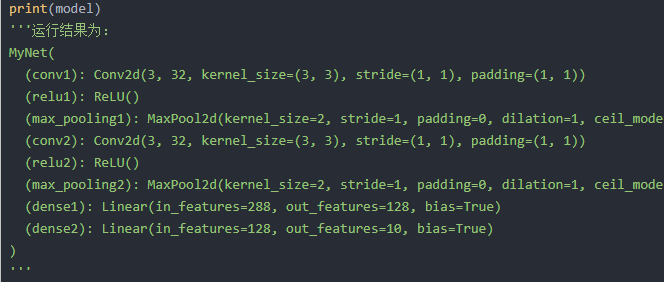 print(model)
'''运行结果为:
MyNet(
  (conv1): Conv2d(3, 32, kernel_size=(3, 3), stride=(1, 1), padding=(1, 1))
  (relu1): ReLU()
  (max_pooling1): MaxPool2d(kernel_size=2, stride=1, padding=0, dilation=1, ceil_mode
  (conv2): Conv2d(3, 32, kernel_size=(3, 3), stride=(1, 1), padding=(1, 1))
  (relu2): ReLU()
  (max_pooling2): MaxPool2d(kernel_size=2, stride=1, padding=0, dilation=1, ceil_mode
  (dense1): Linear(in_features=288, out_features=128, bias=True)
  (dense2): Linear(in_features=128, out_features=10, bias=True)
)
'''